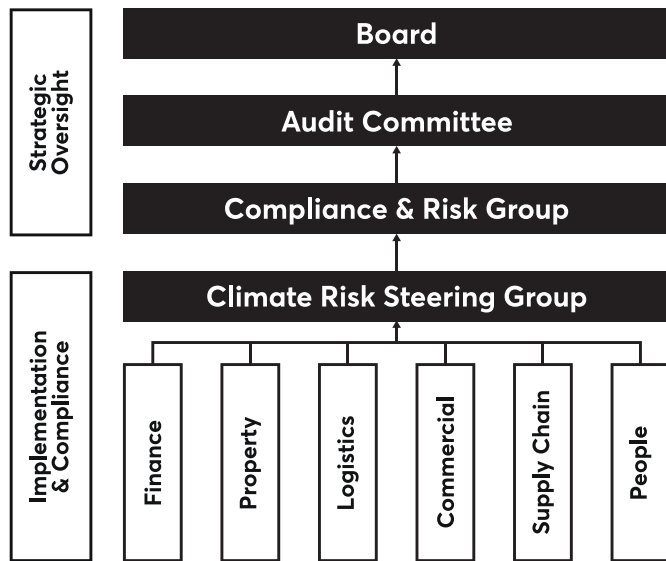 Strategic
Oversight
Board
Audit Committee
Compliance & Risk Group
Implementation
& Compliance
Climate Risk Steering Group
Finance
Property
Logistics
Commercial
Supply Chain
People